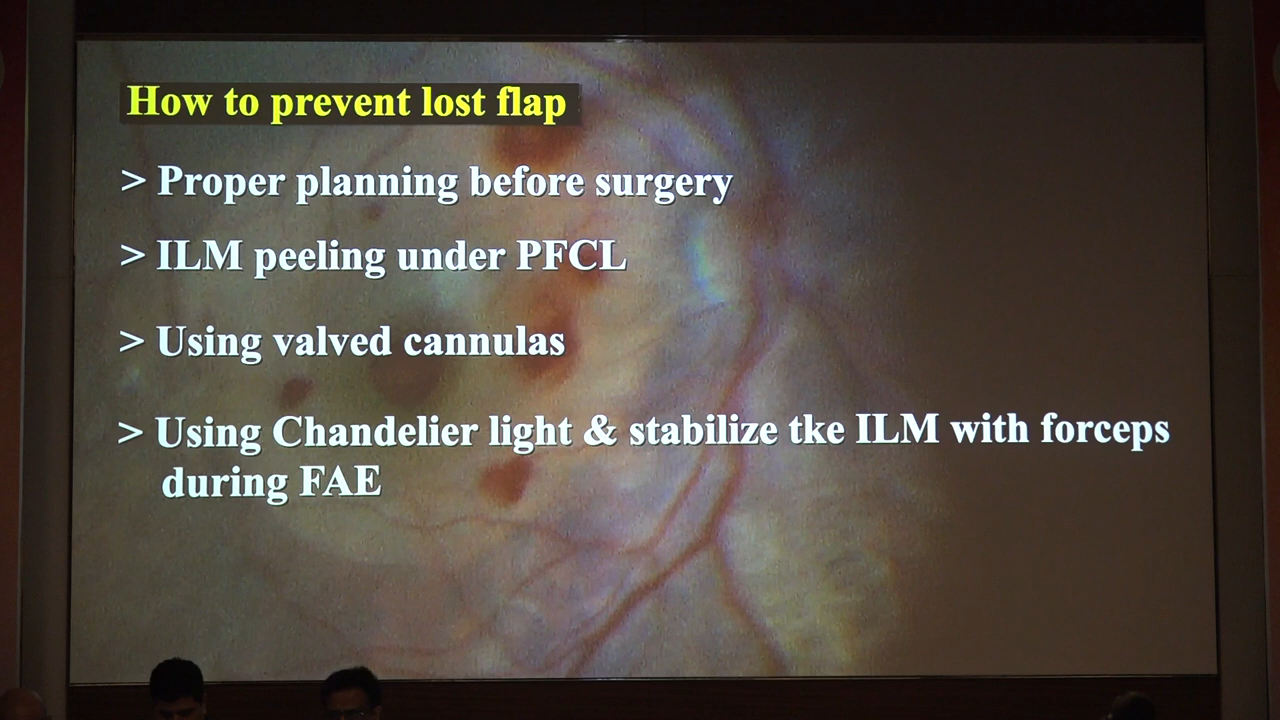 How to prevent lost flap
> Proper planning before surgery
> ILM peeling under PFCL
> Using valved cannulas
> Using Chandelier light & stabilize tke ILM with forceps
during FAE